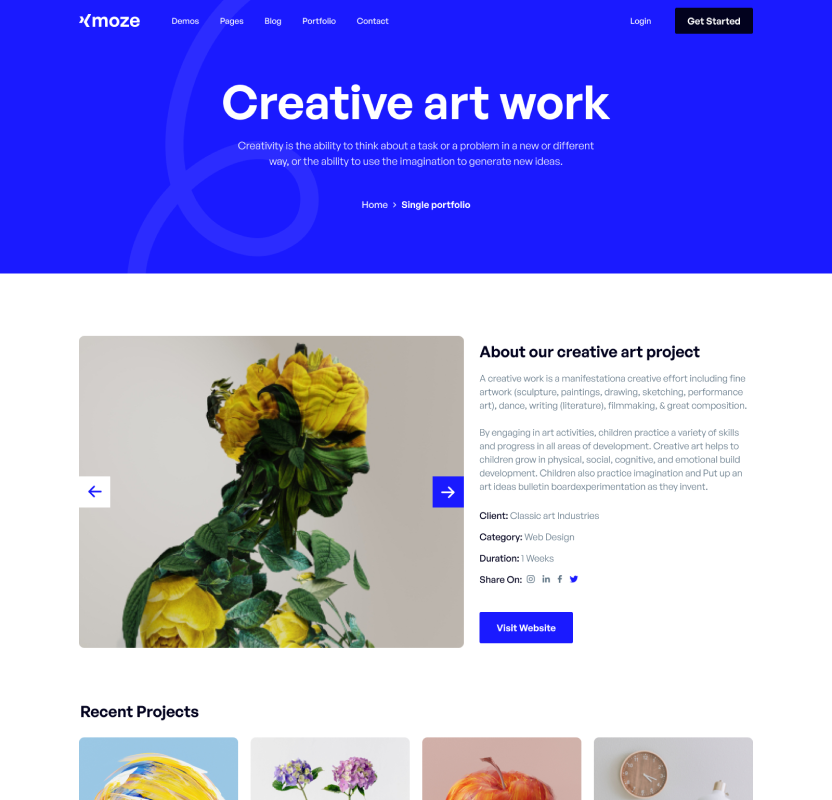 moze
Demos
Pages
Blog
Portfolio
Contact
Login
Get Started
Creative art work
Creativity is the ability to think about a task or a problem in a new or different
way, or the ability to use the imagination to generate new ideas.
Home > Single portfolio
About our creative art project
A creative work is a manifestationa creative effort including fine
artwork (sculpture, paintings, drawing, sketching, performance
art), dance, writing (literature), filmmaking, & great composition.
By engaging in art activities, children practice a variety of skills
and progress in all areas of development. Creative art helps to
children grow in physical, social, cognitive, and emotional build
development. Children also practice imagination and Put up an
art ideas bulletin boardexperimentation as they invent.
Client: Classic art Industries
Category: Web Design
Duration: 1 Weeks
Share On:
Visit Website
Recent Projects